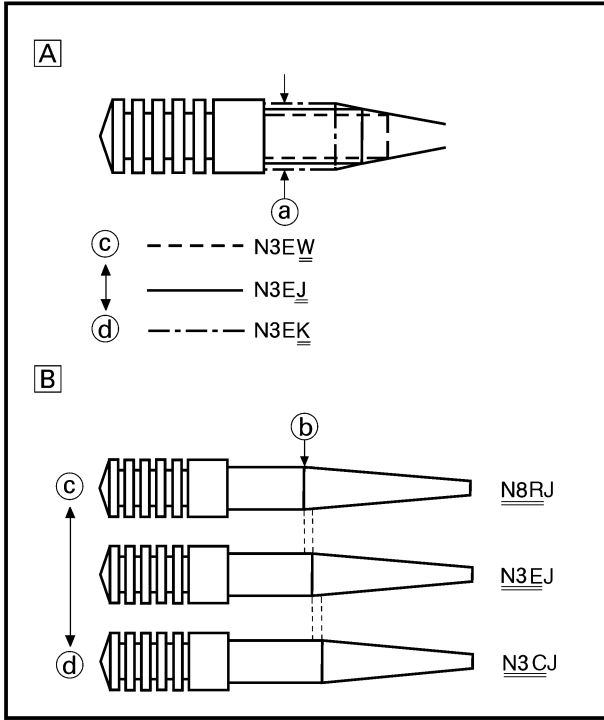 A
a
c N3EW
N3EJ
d N3EK
B
b
c N8RJ
N3EJ
d N3CJ